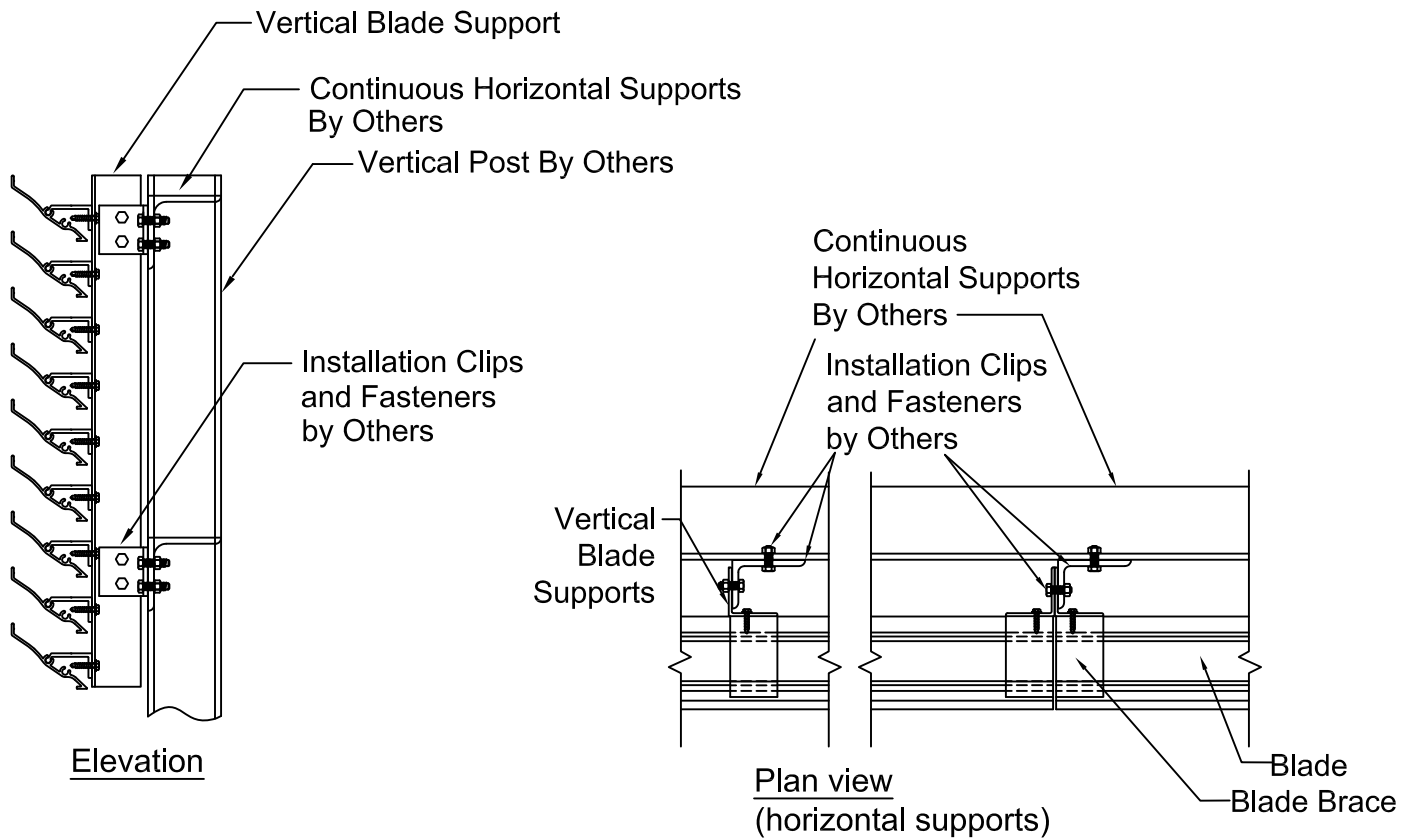 Vertical Blade Support
Continuous Horizontal Supports
By Others
Vertical Post By Others
Installation Clips
and Fasteners
by Others
Elevation
Continuous
Horizontal Supports
By Others
Installation Clips
and Fasteners
by Others
Vertical
Blade
Supports
Blade
Blade Brace
Plan view
(horizontal supports)